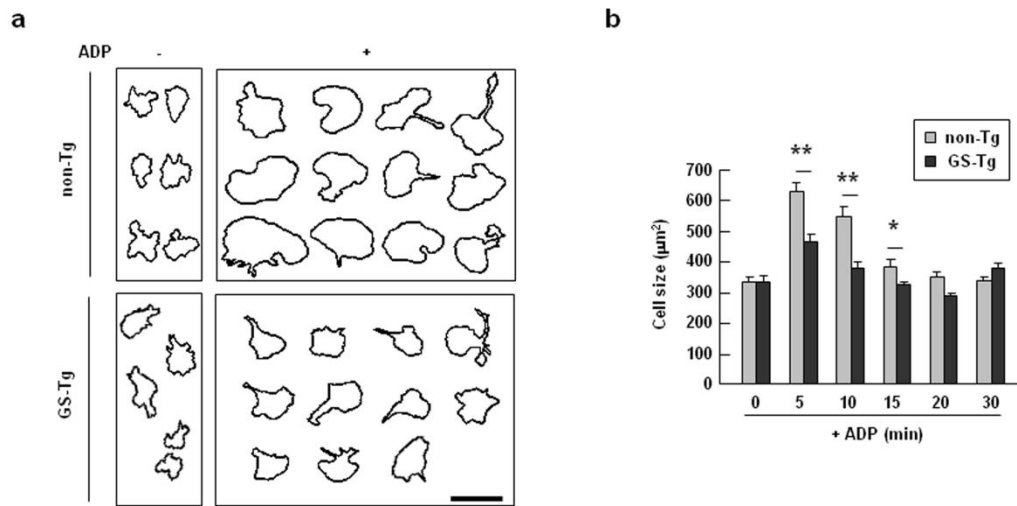 a
ADP - +
non-Tg
GS-Tg
b
non-Tg
GS-Tg
Cell size (µm²)
700
600
500
400
300
200
100
0
** ** *
0 5 10 15 20 30
+ ADP (min)